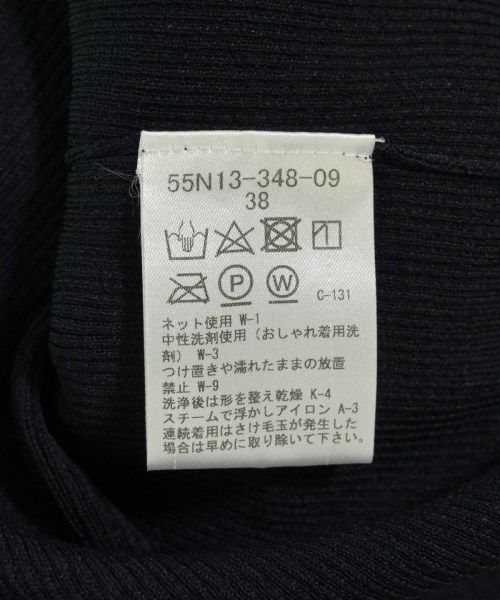 55N13-348-09
38
P W C-131
ネット使用 W-1
中性洗剤使用(おしゃれ着用洗
剤) W-3
つけ置きや濡れたままの放置
禁止 W-9
洗浄後は形を整え乾燥 K-4
スチームで浮かしアイロン A-3
連続着用はさけ毛玉が発生した
場合は早めに取り除いて下さい。